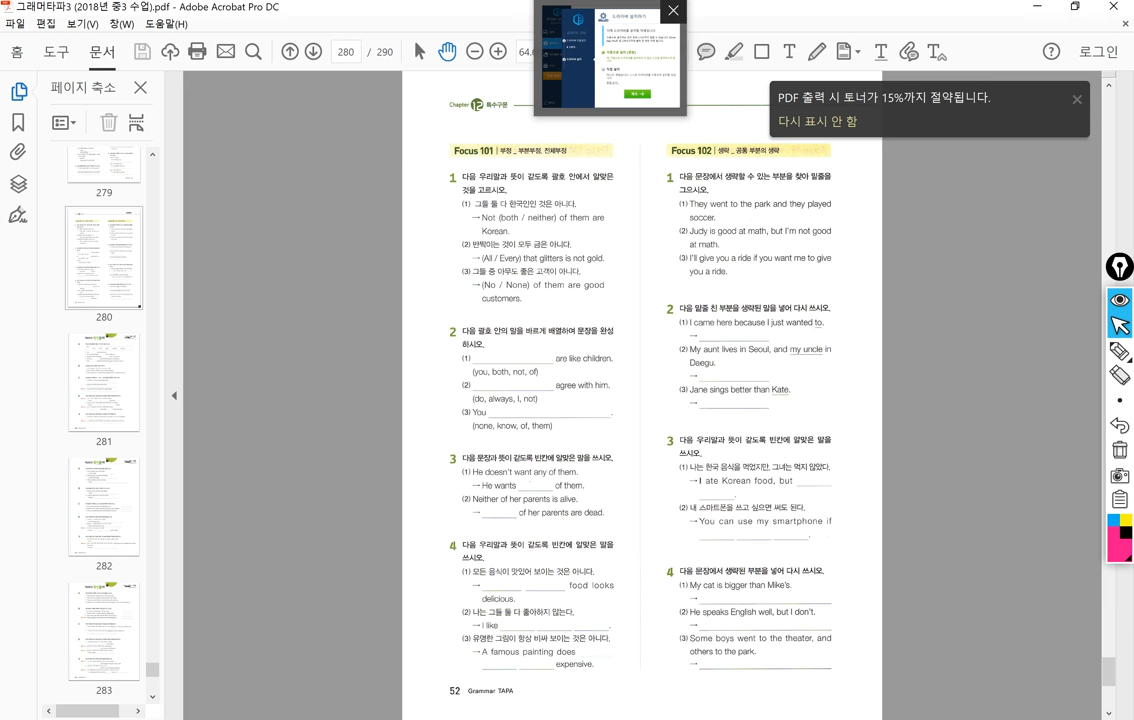 그래머타파3 (2018년 중3 수업).pdf - Adobe Acrobat Pro DC
파일 편집 보기(V) 창(W) 도움말(H)
홈 도구 문서
280 / 290
로그인
페이지 축소
279
280
281
282
283
PDF 출력 시 토너가 15%까지 절약됩니다.
다시 표시 안 함
Chapter 12 특수구문
Focus 101 | 부정 _ 부분부정, 전체부정
1 다음 우리말과 뜻이 같도록 괄호 안에서 알맞은
것을 고르시오.
(1) 그들 둘 다 한국인인 것은 아니다.
→ Not (both / neither) of them are
Korean.
(2) 반짝이는 것이 모두 금은 아니다.
→ (All / Every) that glitters is not gold.
(3) 그들 중 아무도 좋은 고객이 아니다.
→ (No / None) of them are good
customers.
2 다음 괄호 안의 말을 바르게 배열하여 문장을 완성
하시오.
(1) ____ are like children.
(you, both, not, of)
(2) ____ agree with him.
(do, always, I, not)
(3) You ____.
(none, know, of, them)
3 다음 문장과 뜻이 같도록 빈칸에 알맞은 말을 쓰시오.
(1) He doesn't want any of them.
→ He wants ____ of them.
(2) Neither of her parents is alive.
→ ____ of her parents are dead.
4 다음 우리말과 뜻이 같도록 빈칸에 알맞은 말을
쓰시오.
(1) 모든 음식이 맛있어 보이는 것은 아니다.
→ ____ ____ food looks
delicious.
(2) 나는 그들 둘 다 좋아하지 않는다.
→ I like ____.
(3) 유명한 그림이 항상 비싸 보이는 것은 아니다.
→ A famous painting does
____ ____ expensive.
52 Grammar TAPA
Focus 102 | 생략 _ 공통 부분의 생략
1 다음 문장에서 생략할 수 있는 부분을 찾아 밑줄을
그으시오.
(1) They went to the park and they played
soccer.
(2) Judy is good at math, but I'm not good
at math.
(3) I'll give you a ride if you want me to give
you a ride.
2 다음 밑줄 친 부분을 생략된 말을 넣어 다시 쓰시오.
(1) I came here because I just wanted to.
→ ____
(2) My aunt lives in Seoul, and my uncle in
Daegu.
→ ____
(3) Jane sings better than Kate.
→ ____
3 다음 우리말과 뜻이 같도록 빈칸에 알맞은 말을
쓰시오.
(1) 나는 한국 음식을 먹었지만, 그녀는 먹지 않았다.
→ I ate Korean food, but ____
____.
(2) 내 스마트폰을 쓰고 싶으면 써도 된다.
→ You can use my smartphone if
____ ____ ____.
4 다음 문장에서 생략된 부분을 넣어 다시 쓰시오.
(1) My cat is bigger than Mike's.
→ ____
(2) He speaks English well, but I don't.
→ ____
(3) Some boys went to the theater, and
others to the park.
→ ____